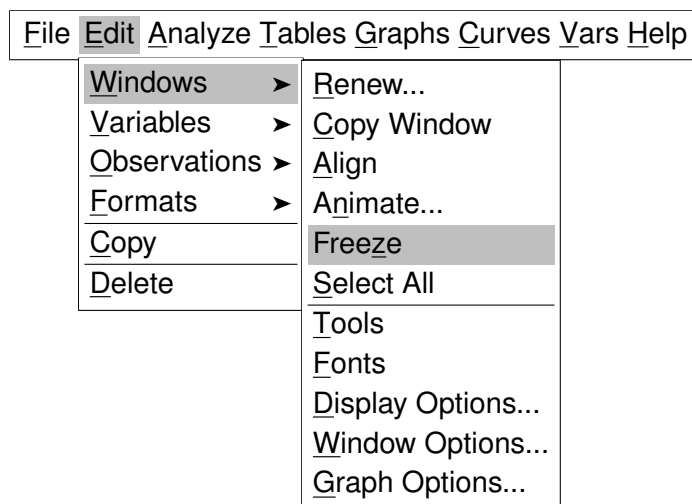 File Edit Analyze Tables Graphs Curves Vars Help
Windows ➤
Variables ➤
Observations ➤
Formats ➤
Copy
Delete
Renew...
Copy Window
Align
Animate...
Freeze
Select All
Tools
Fonts
Display Options...
Window Options...
Graph Options...